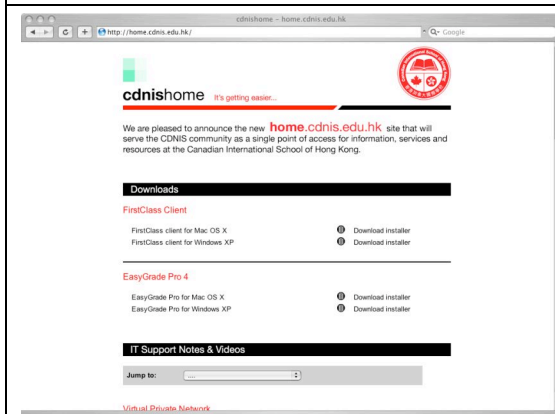 cdnishome – home.cdnis.edu.hk
http://home.cdnis.edu.hk/
Google
cdnishome It's getting easier...
We are pleased to announce the new home.cdnis.edu.hk site that will
serve the CDNIS community as a single point of access for information, services and
resources at the Canadian International School of Hong Kong.
Downloads
FirstClass Client
FirstClass client for Mac OS X Download installer
FirstClass client for Windows XP Download installer
EasyGrade Pro 4
EasyGrade Pro for Mac OS X Download installer
EasyGrade Pro for Windows XP Download installer
IT Support Notes & Videos
Jump to: ....
Virtual Private Network